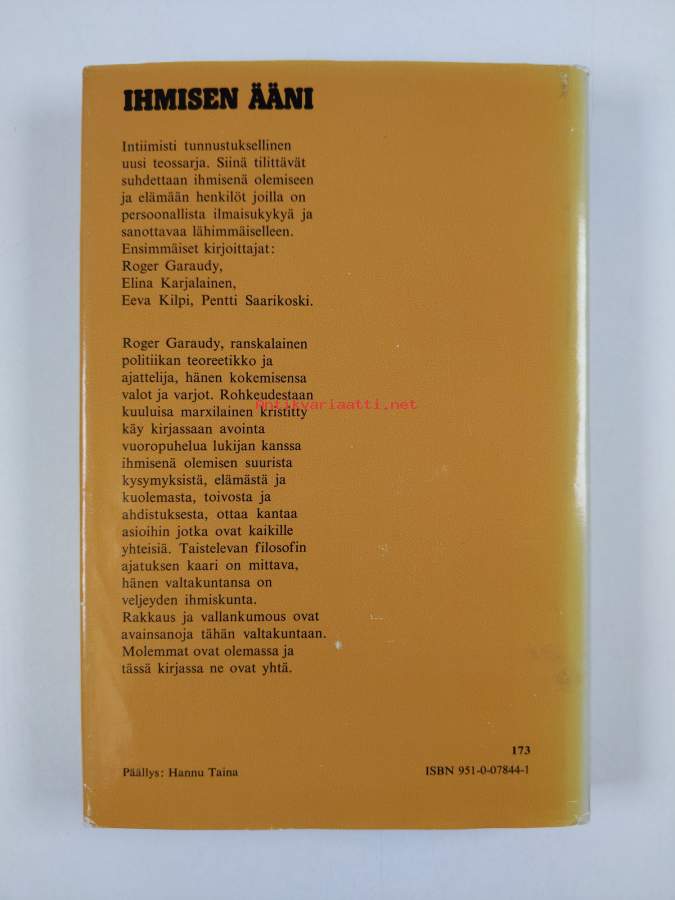 IHMISEN ÄÄNI
Intiimisti tunnustuksellinen
uusi teossarja. Siinä tilittävät
suhdettaan ihmisenä olemiseen
ja elämään henkilöt joilla on
persoonallista ilmaisukykyä ja
sanottavaa lähimmäiselleen.
Ensimmäiset kirjoittajat:
Roger Garaudy,
Elina Karjalainen,
Eeva Kilpi, Pentti Saarikoski.
Roger Garaudy, ranskalainen
politiikan teoreetikko ja
ajattelija, hänen kokemisensa
valot ja varjot. Rohkeudestaan
Antikvariaatti.net
kuuluisa marxilainen kristitty
käy kirjassaan avointa
vuoropuhelua lukijan kanssa
ihmisenä olemisen suurista
kysymyksistä, elämästä ja
kuolemasta, toivosta ja
ahdistuksesta, ottaa kantaa
asioihin jotka ovat kaikille
yhteisiä. Taistelevan filosofin
ajatuksen kaari on mittava,
hänen valtakuntansa on
veljeyden ihmiskunta.
Rakkaus ja vallankumous ovat
avainsanoja tähän valtakuntaan.
Molemmat ovat olemassa ja
tässä kirjassa ne ovat yhtä.
173
Päällys: Hannu Taina
ISBN 951-0-07844-1